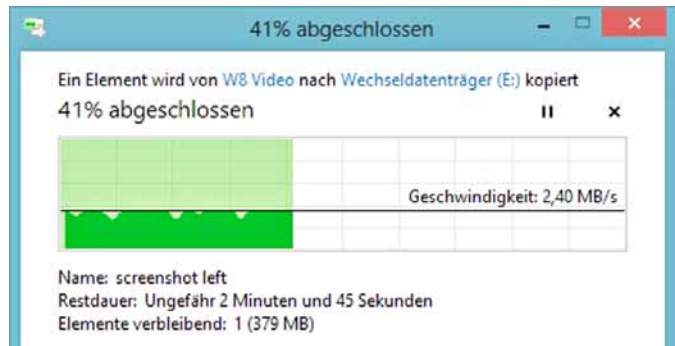 41% abgeschlossen
Ein Element wird von W8 Video nach Wechseldatenträger (E:) kopiert
41% abgeschlossen
Geschwindigkeit: 2,40 MB/s
Name: screenshot left
Restdauer: Ungefähr 2 Minuten und 45 Sekunden
Elemente verbleibend: 1 (379 MB)